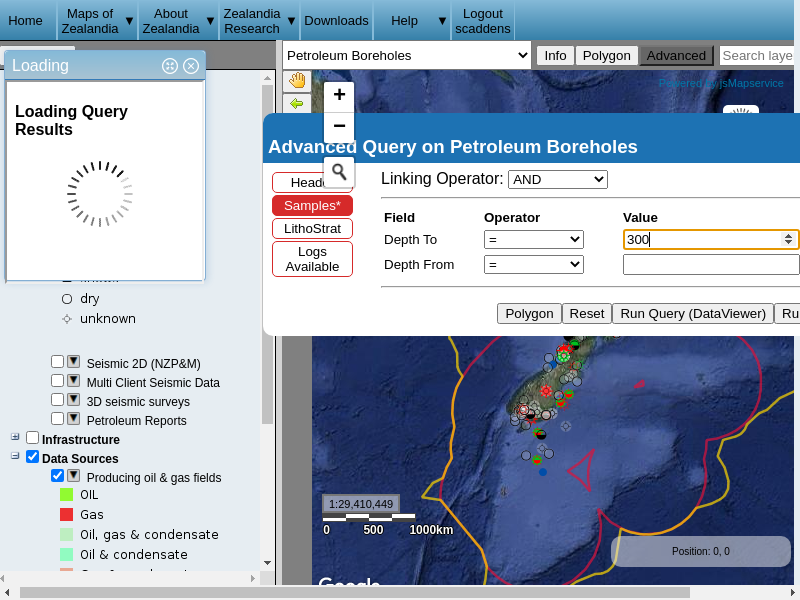 Home
Maps of Zealandia ▼
About Zealandia ▼
Zealandia Research ▼
Downloads
Help ▼
Logout scaddens
Petroleum Boreholes
Info
Polygon
Advanced
Search laye
Loading
Loading Query
Results
Powered by jsMapservice
+
−
Advanced Query on Petroleum Boreholes
Linking Operator: AND
Samples*
LithoStrat
Logs
Available
Field Operator Value
Depth To = 300
Depth From =
Polygon Reset Run Query (DataViewer) Ru
dry
unknown
Seismic 2D (NZP&M)
Multi Client Seismic Data
3D seismic surveys
Petroleum Reports
Infrastructure
Data Sources
Producing oil & gas fields
OIL
Gas
Oil, gas & condensate
Oil & condensate
1:29,410,449
0 500 1000km
Position: 0, 0
Google